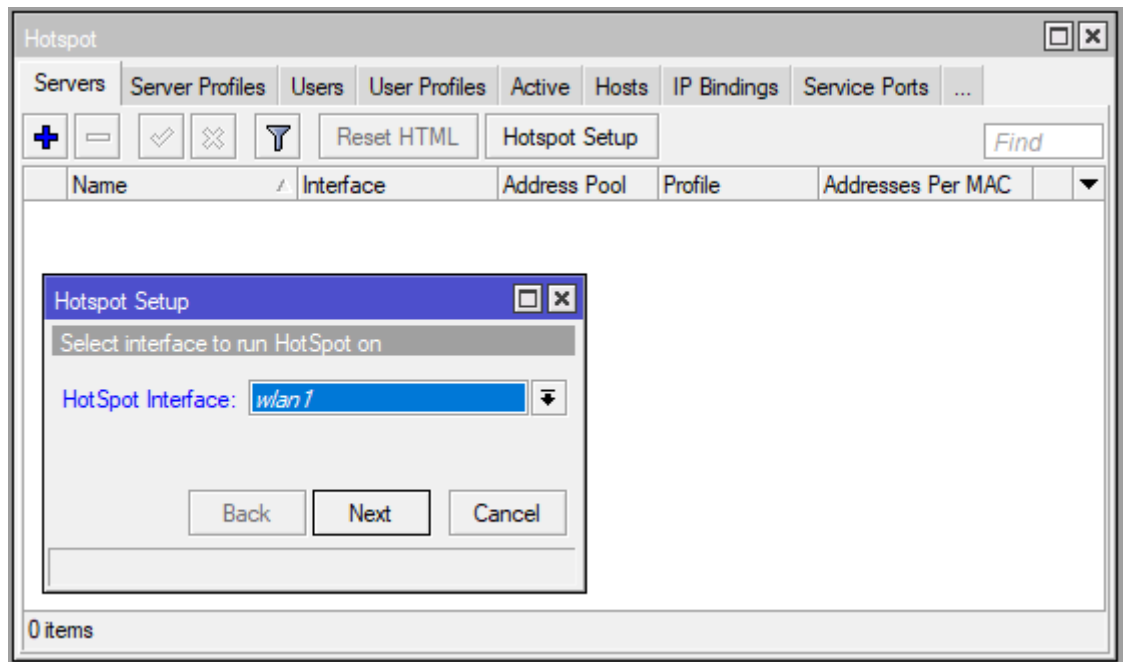 Hotspot
Servers Server Profiles Users User Profiles Active Hosts IP Bindings Service Ports ...
Reset HTML Hotspot Setup Find
Name Interface Address Pool Profile Addresses Per MAC
Hotspot Setup
Select interface to run HotSpot on
HotSpot Interface: wlan1
Back Next Cancel
0 items